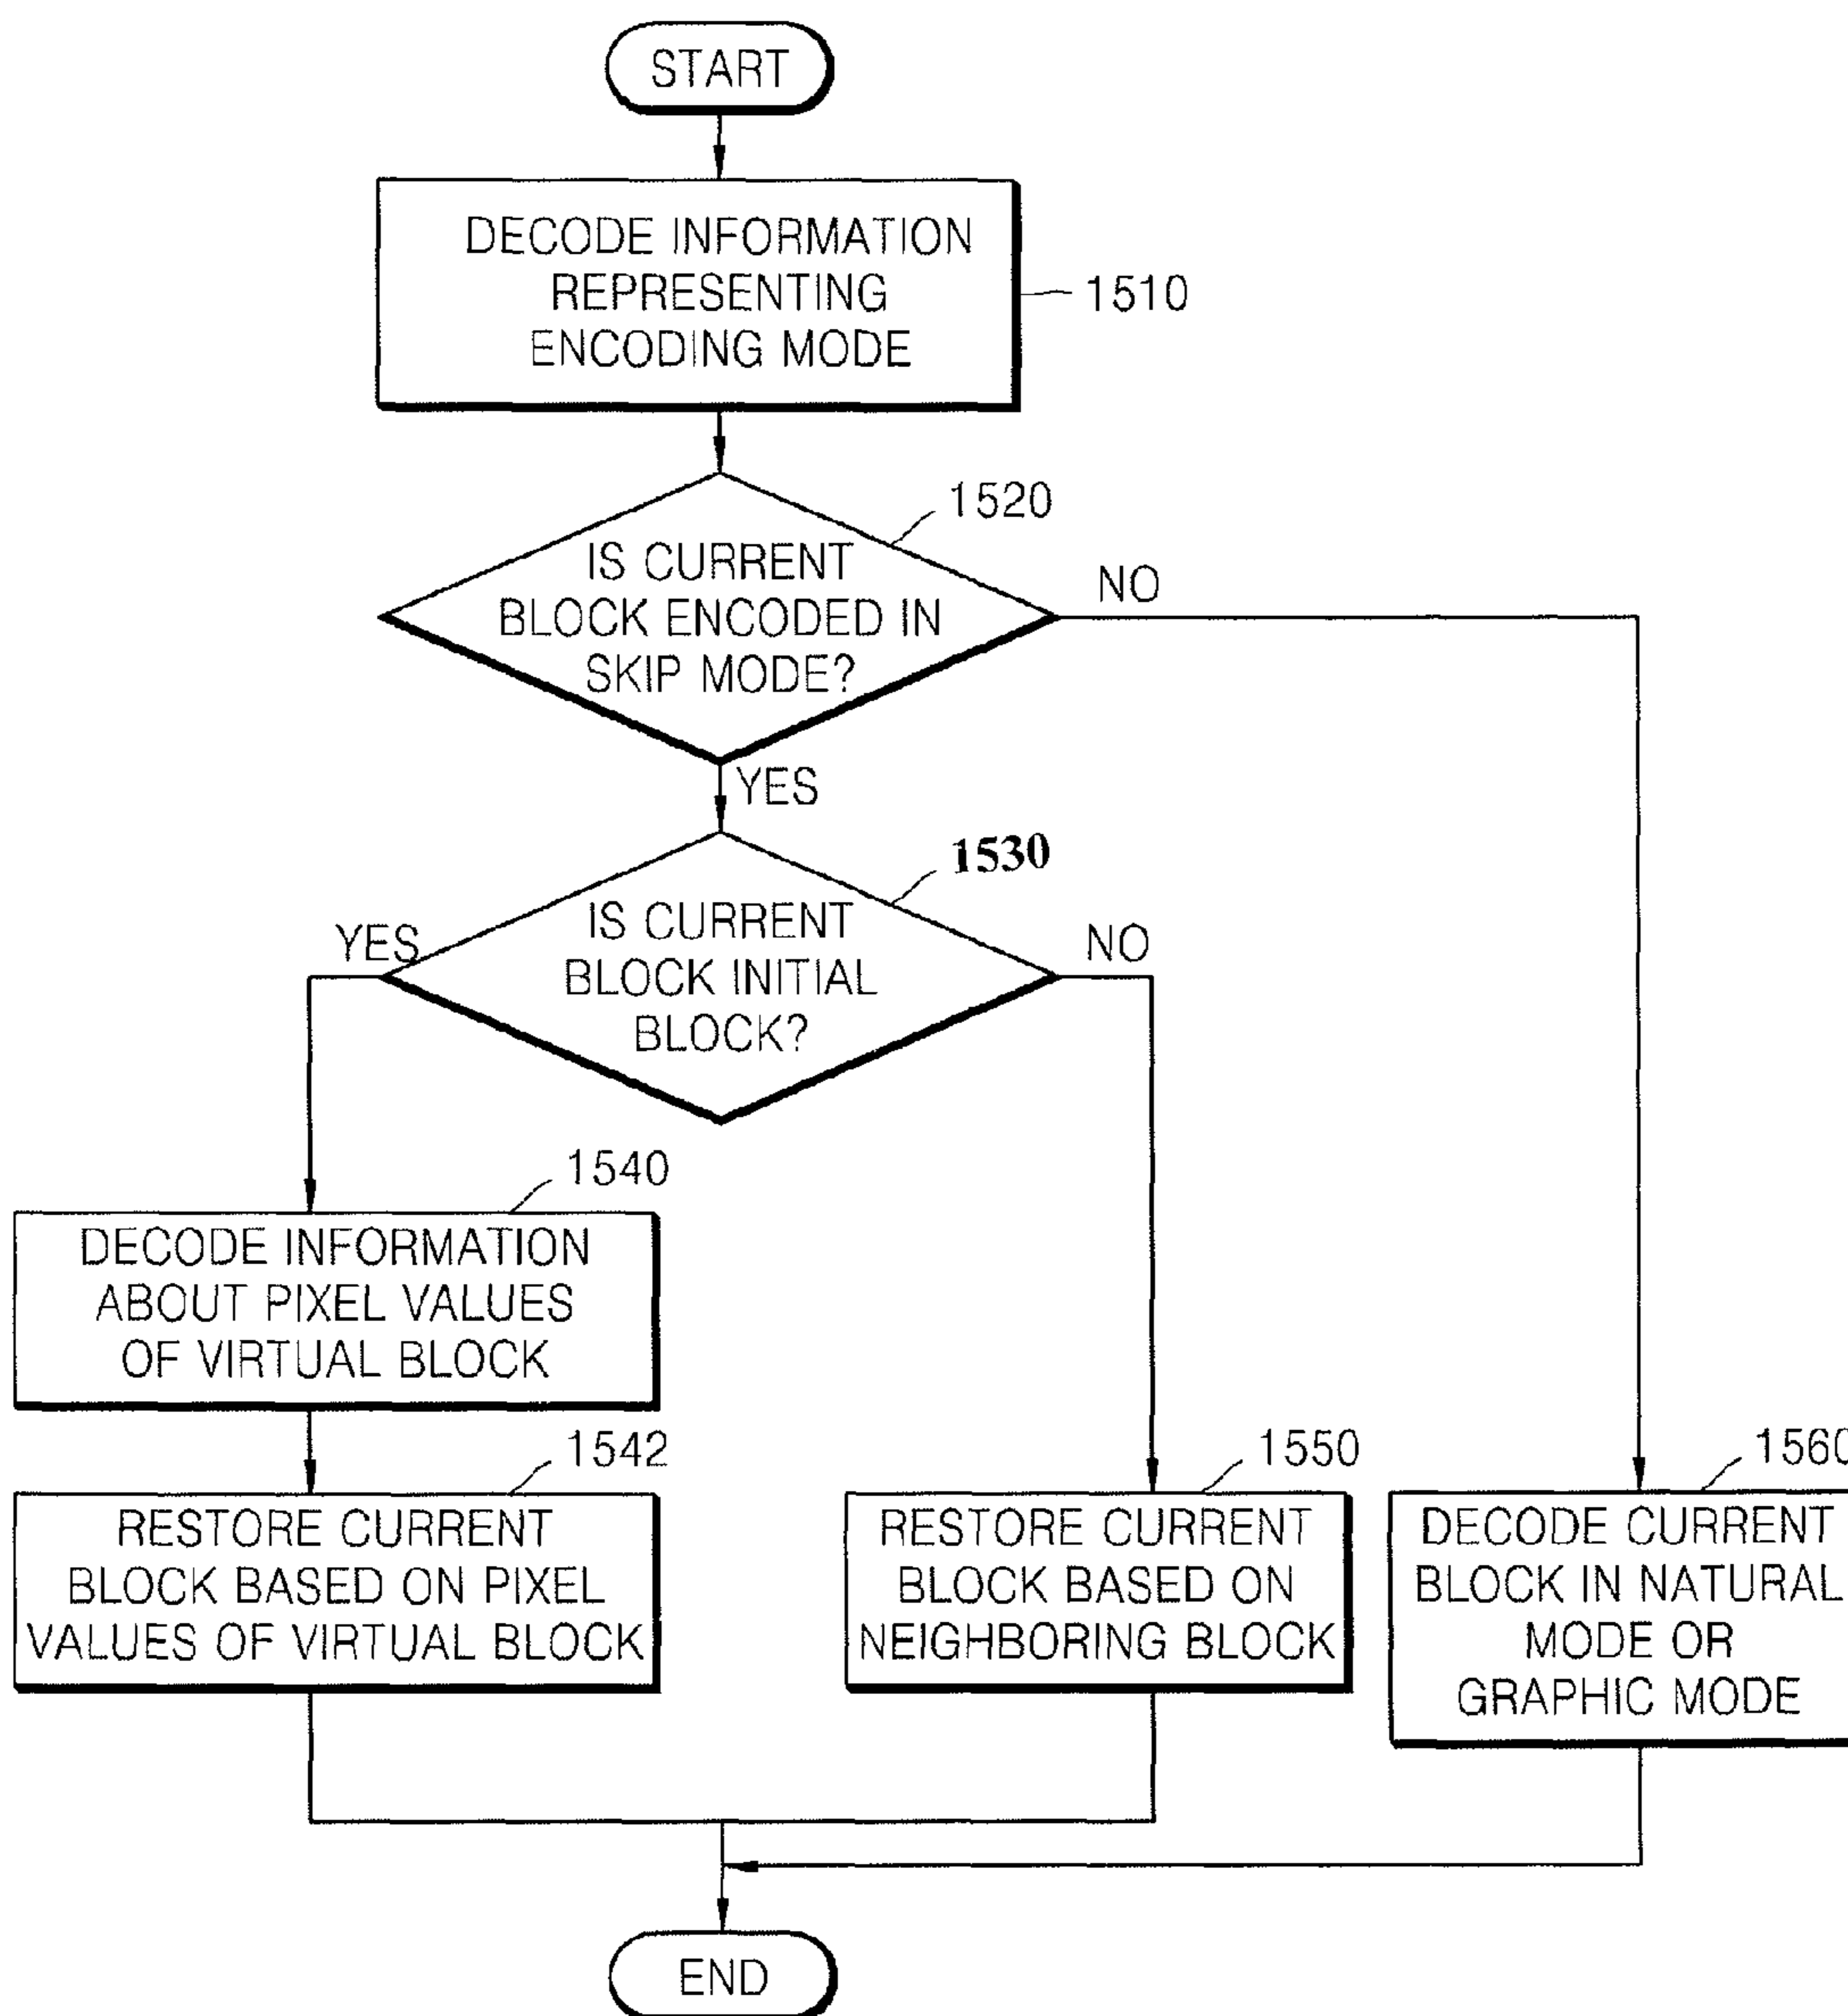 START
DECODE INFORMATION
REPRESENTING
ENCODING MODE
1510
1520
IS CURRENT
BLOCK ENCODED IN
SKIP MODE?
NO
YES
1530
IS CURRENT
BLOCK INITIAL
BLOCK?
YES
NO
1540
DECODE INFORMATION
ABOUT PIXEL VALUES
OF VIRTUAL BLOCK
1542
RESTORE CURRENT
BLOCK BASED ON PIXEL
VALUES OF VIRTUAL BLOCK
1550
RESTORE CURRENT
BLOCK BASED ON
NEIGHBORING BLOCK
1560
DECODE CURRENT
BLOCK IN NATURAL
MODE OR
GRAPHIC MODE
END